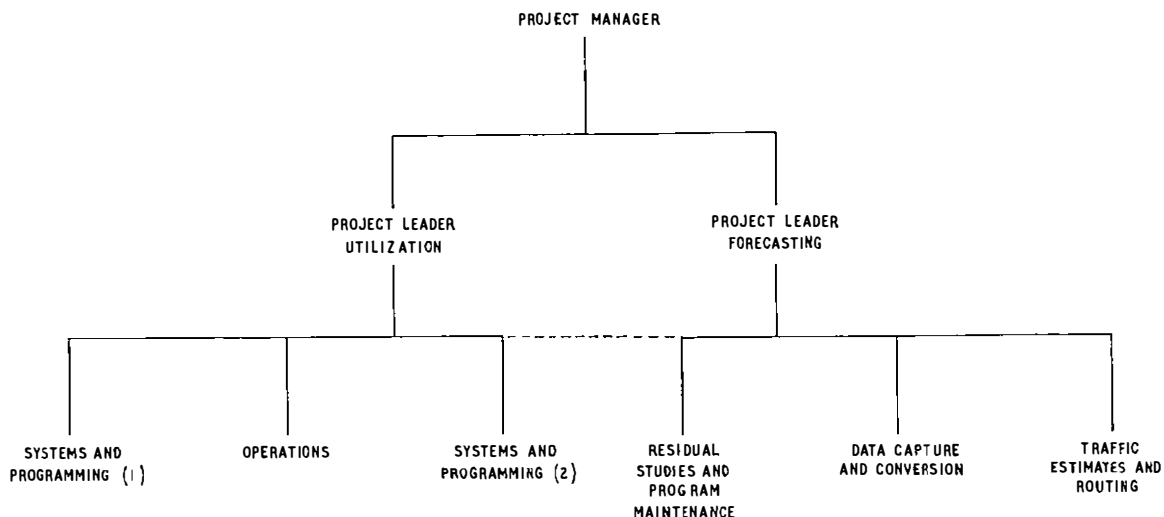 PROJECT MANAGER
PROJECT LEADER
UTILIZATION
PROJECT LEADER
FORECASTING
SYSTEMS AND
PROGRAMMING (1)
OPERATIONS
SYSTEMS AND
PROGRAMMING (2)
RESIDUAL
STUDIES AND
PROGRAM
MAINTENANCE
DATA CAPTURE
AND CONVERSION
TRAFFIC
ESTIMATES AND
ROUTING